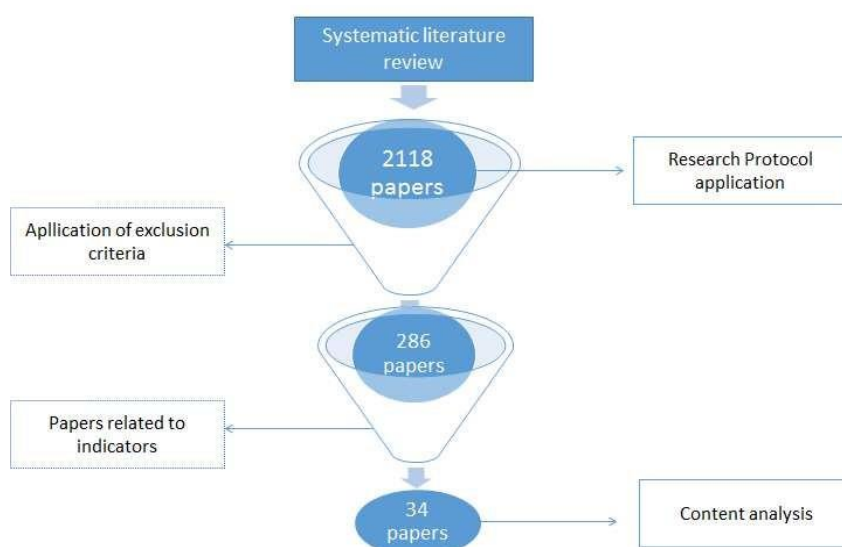 Systematic literature
review
2118
papers
Research Protocol
application
Apllication of exclusion
criteria
286
papers
Papers related to
indicators
34
papers
Content analysis